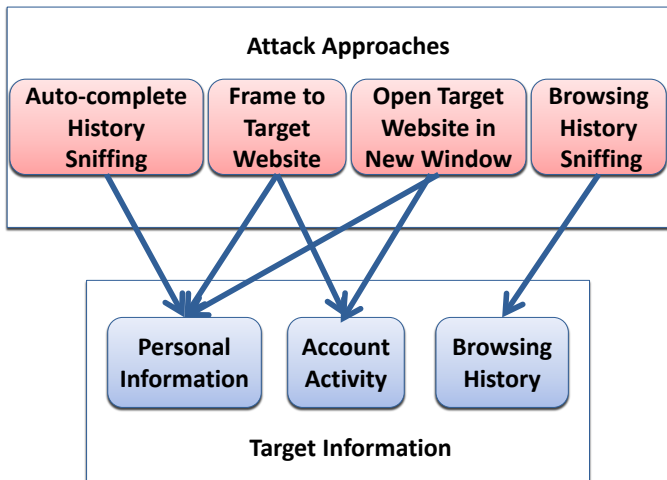 Attack Approaches
Auto-complete
History
Sniffing
Frame to
Target
Website
Open Target
Website in
New Window
Browsing
History
Sniffing
Personal
Information
Account
Activity
Browsing
History
Target Information